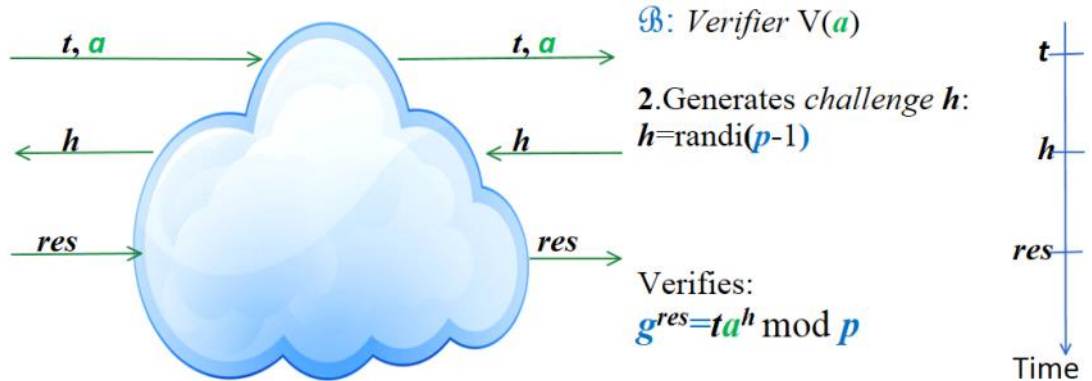 ℬ: Verifier V(a)
t, a
t, a
t
2.Generates challenge h:
h=randi(p-1)
h
h
h
res
res
res
Verifies:
g^res=ta^h mod p
Time